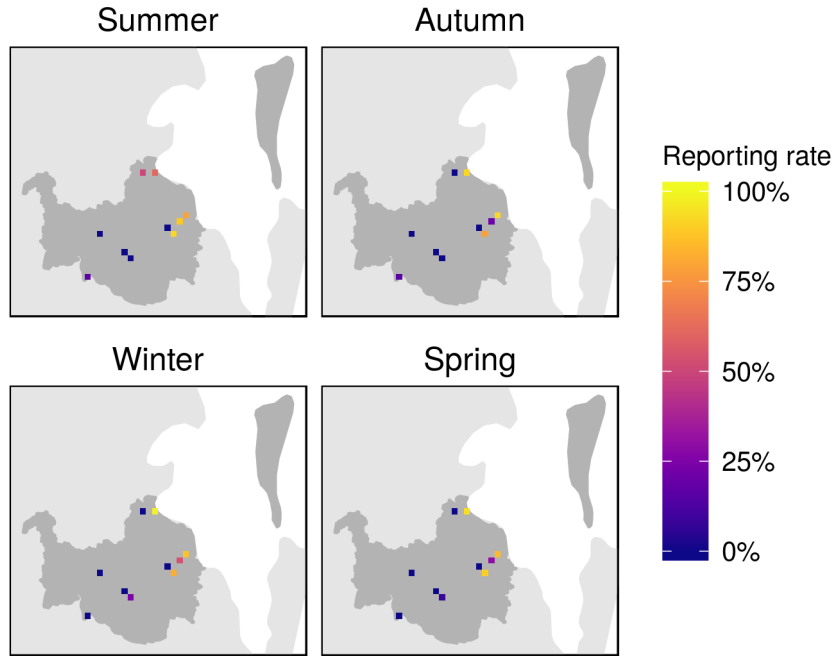 Summer
Autumn
Winter
Spring
Reporting rate
100%
75%
50%
25%
0%